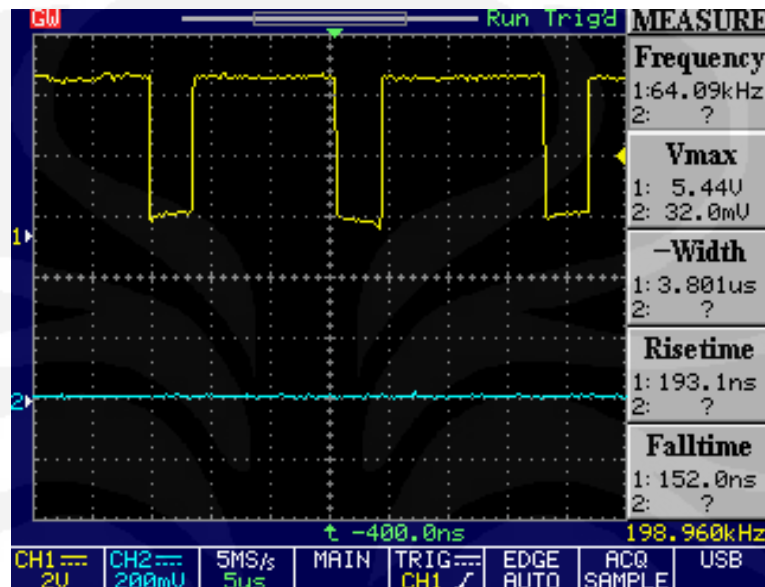 GW Run Trig'd MEASURE
Frequency
1:64.09kHz
2: ?
Vmax
1: 5.44V
2: 32.0mV
1
-Width
1:3.801us
2: ?
Risetime
1:193.1ns
2: ?
2
Falltime
1:152.0ns
2: ?
-400.0ns 198.960kHz
CH1 CH2 5MS/s MAIN TRIG EDGE ACQ USB
2V 200mV 5us CH1 AUTO SAMPLE